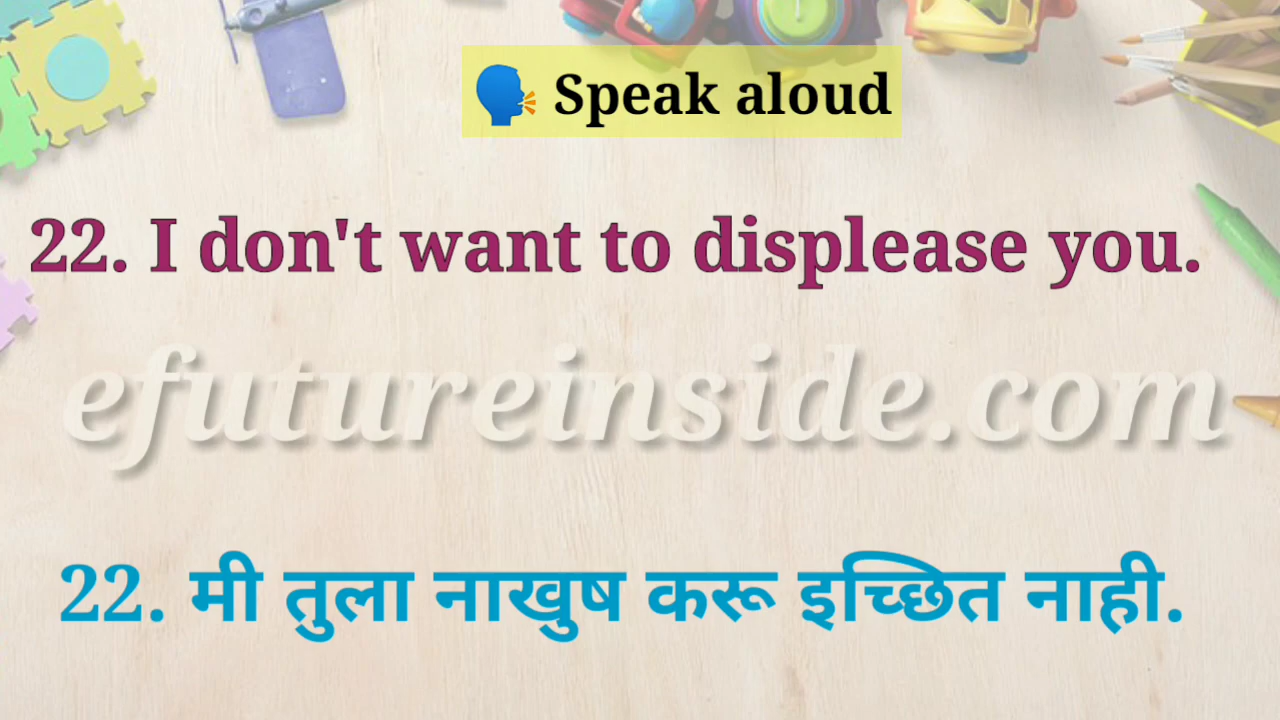 🗣 Speak aloud
22. I don't want to displease you.
efutureinside.com
22. मी तुला नाखुष करू इच्छित नाही.